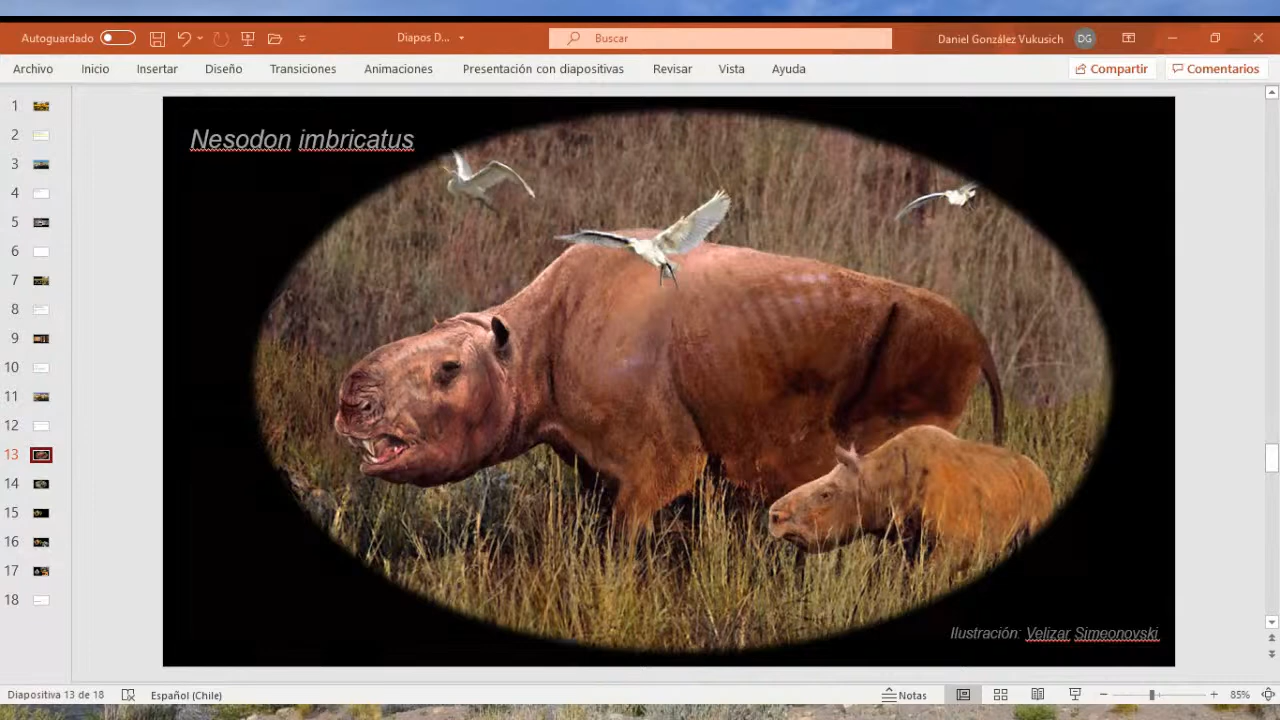 Autoguardado
Diapos D...
Buscar
Daniel González Vukusich
DG
Archivo
Inicio
Insertar
Diseño
Transiciones
Animaciones
Presentación con diapositivas
Revisar
Vista
Ayuda
Compartir
Comentarios
1
2
3
4
5
6
7
8
9
10
11
12
13
14
15
16
17
18
Nesodon imbricatus
Ilustración: Velizar Simeonovski
Diapositiva 13 de 18
Español (Chile)
Notas
85%